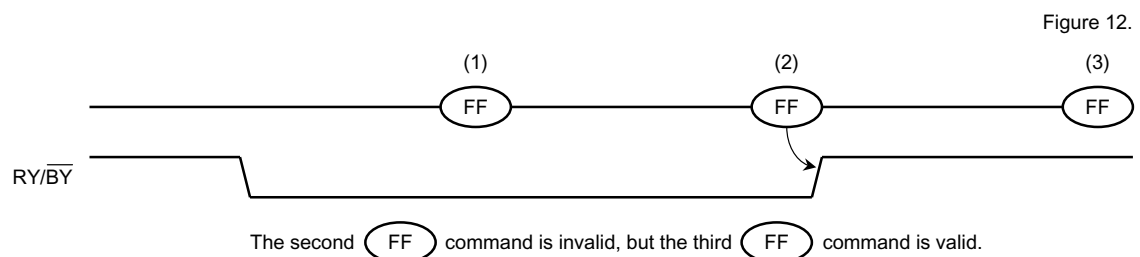 Figure 12.
(1) (2) (3)
FF FF FF
RY/BY
The second FF command is invalid, but the third FF command is valid.